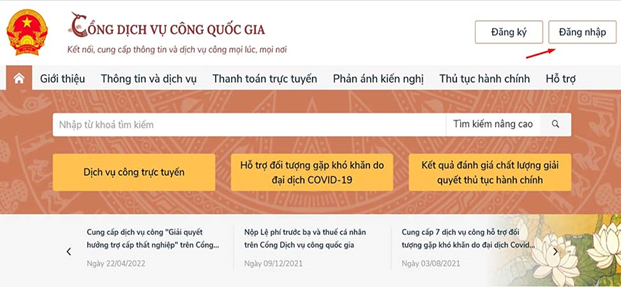 CỔNG DỊCH VỤ CÔNG QUỐC GIA
Kết nối, cung cấp thông tin và dịch vụ công mọi lúc, mọi nơi
Đăng ký
Đăng nhập
Giới thiệu
Thông tin và dịch vụ
Thanh toán trực tuyến
Phản ánh kiến nghị
Thủ tục hành chính
Hỗ trợ
Nhập từ khoá tìm kiếm
Tìm kiếm nâng cao
Dịch vụ công trực tuyến
Hỗ trợ đối tượng gặp khó khăn do
đại dịch COVID-19
Kết quả đánh giá chất lượng giải
quyết thủ tục hành chính
Cung cấp dịch vụ công "Giải quyết
hưởng trợ cấp thất nghiệp" trên Cổng...
Ngày 22/04/2022
Nộp Lệ phí trước bạ và thuế cá nhân
trên Cổng Dịch vụ công quốc gia
Ngày 09/12/2021
Cung cấp 7 dịch vụ công hỗ trợ đối
tượng gặp khó khăn do đại dịch Covid...
Ngày 03/08/2021